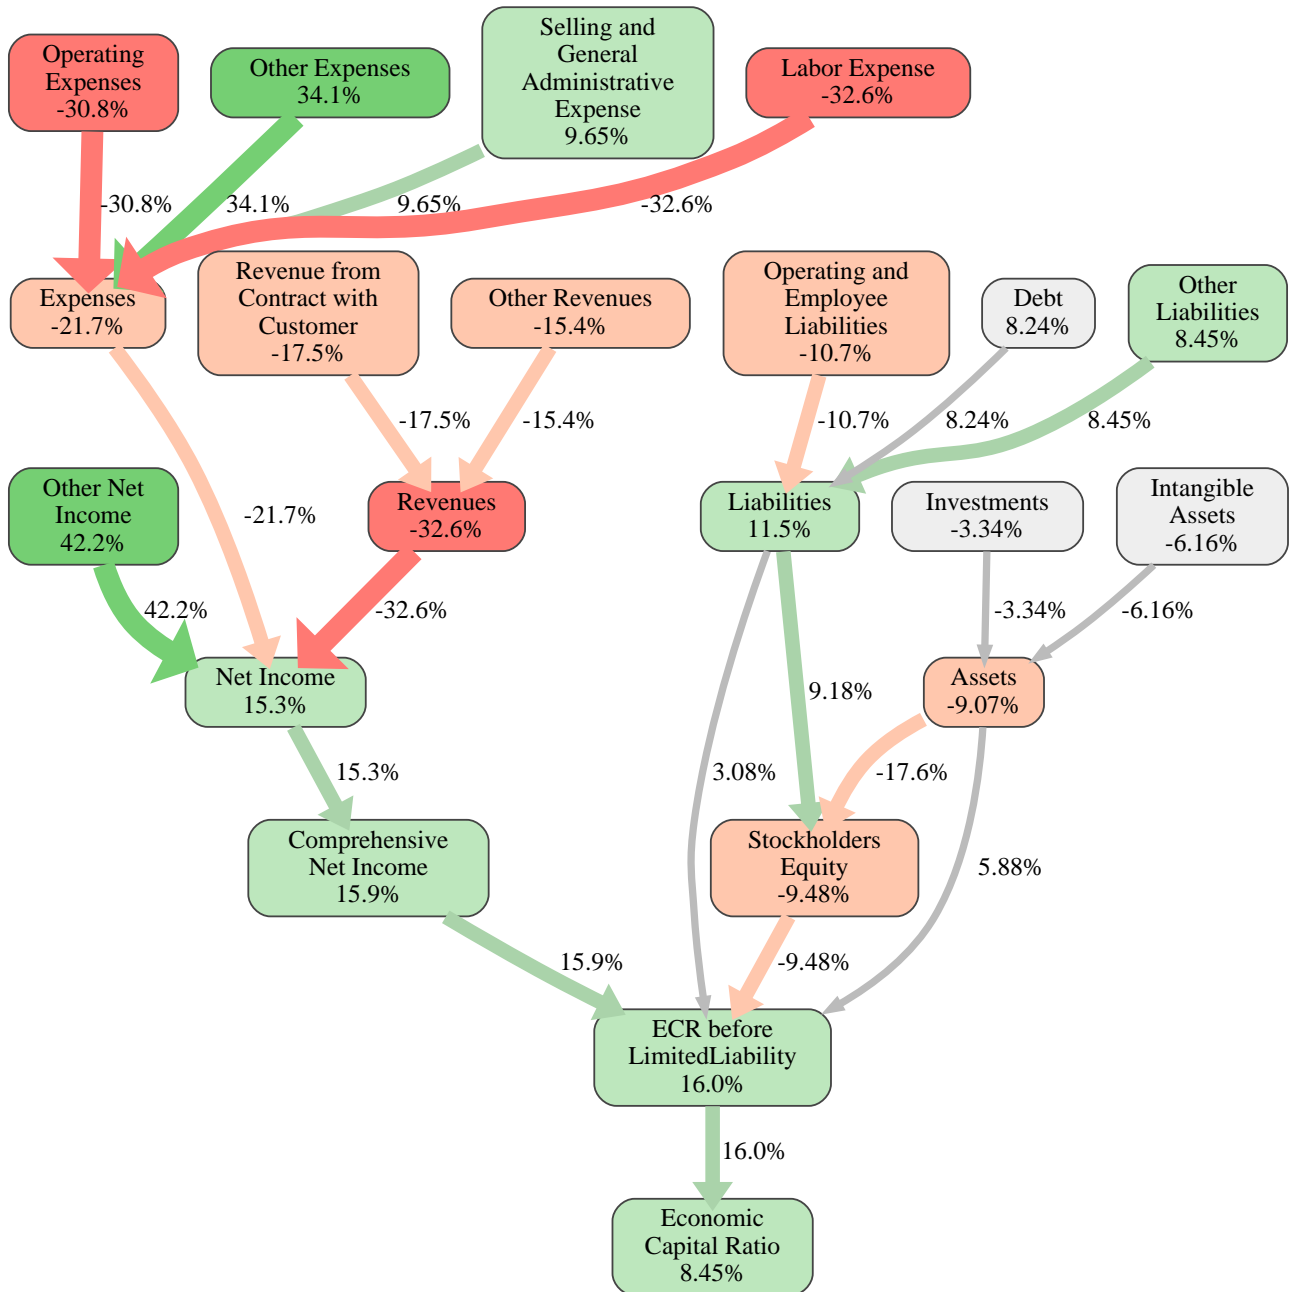 Operating
Expenses
-30.8%
Other Expenses
34.1%
Selling and
General
Administrative
Expense
9.65%
Labor Expense
-32.6%
-30.8%
34.1%
9.65%
-32.6%
Expenses
-21.7%
Revenue from
Contract with
Customer
-17.5%
Other Revenues
-15.4%
Operating and
Employee
Liabilities
-10.7%
Debt
8.24%
Other
Liabilities
8.45%
-17.5%
-15.4%
-10.7%
8.24%
8.45%
Other Net
Income
42.2%
-21.7%
Revenues
-32.6%
Liabilities
11.5%
Investments
-3.34%
Intangible
Assets
-6.16%
42.2%
-32.6%
-3.34%
-6.16%
Net Income
15.3%
9.18%
Assets
-9.07%
15.3%
3.08%
-17.6%
Comprehensive
Net Income
15.9%
Stockholders
Equity
-9.48%
5.88%
15.9%
-9.48%
ECR before
LimitedLiability
16.0%
16.0%
Economic
Capital Ratio
8.45%